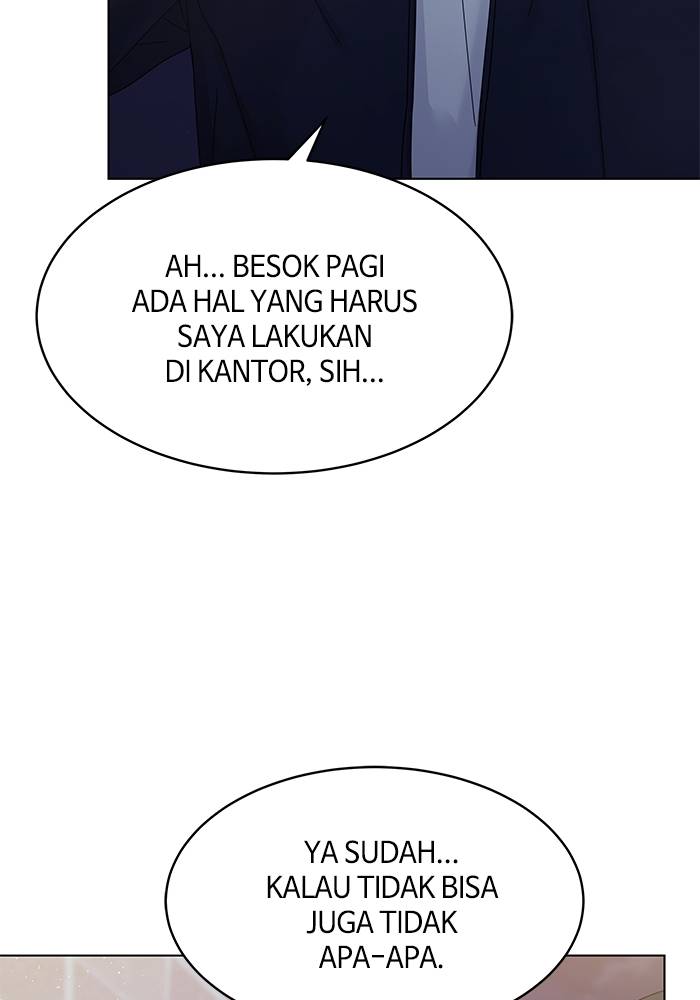 AH... BESOK PAGI
ADA HAL YANG HARUS
SAYA LAKUKAN
DI KANTOR, SIH...
YA SUDAH...
KALAU TIDAK BISA
JUGA TIDAK
APA-APA.